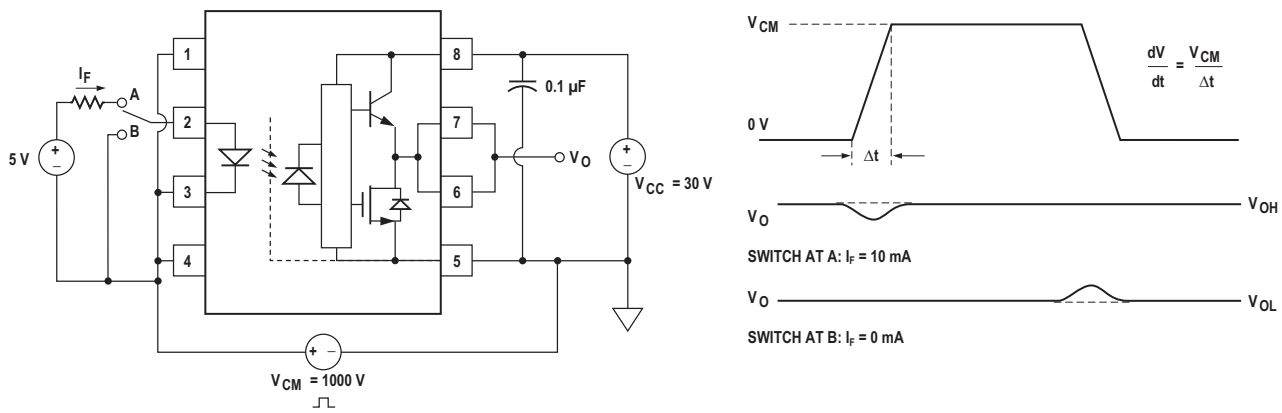 1
2
3
4
8
7
6
5
I_F
A
B
5 V
+
–
0.1 µF
V_O
+
–
V_CC = 30 V
+ –
V_CM = 1000 V
V_CM
0 V
Δt
dV/dt = V_CM/Δt
V_O
V_OH
SWITCH AT A: I_F = 10 mA
V_O
V_OL
SWITCH AT B: I_F = 0 mA